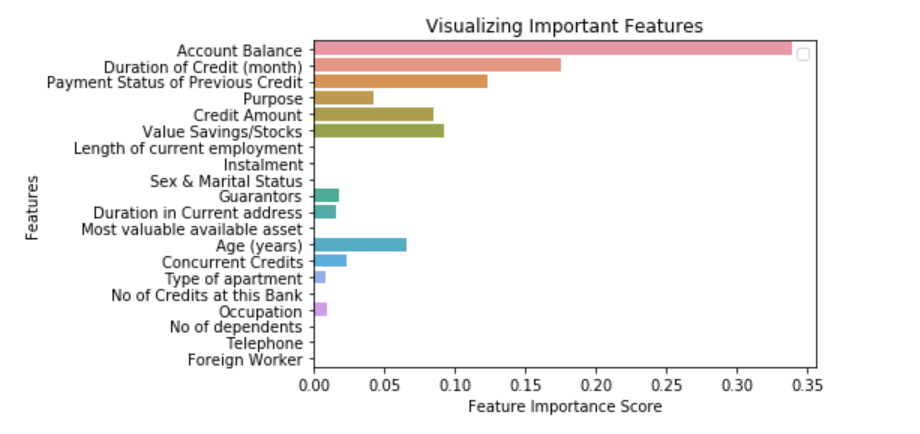 Visualizing Important Features
Account Balance
Duration of Credit (month)
Payment Status of Previous Credit
Purpose
Credit Amount
Value Savings/Stocks
Length of current employment
Instalment
Sex & Marital Status
Guarantors
Duration in Current address
Most valuable available asset
Age (years)
Concurrent Credits
Type of apartment
No of Credits at this Bank
Occupation
No of dependents
Telephone
Foreign Worker
Features
0.00 0.05 0.10 0.15 0.20 0.25 0.30 0.35
Feature Importance Score